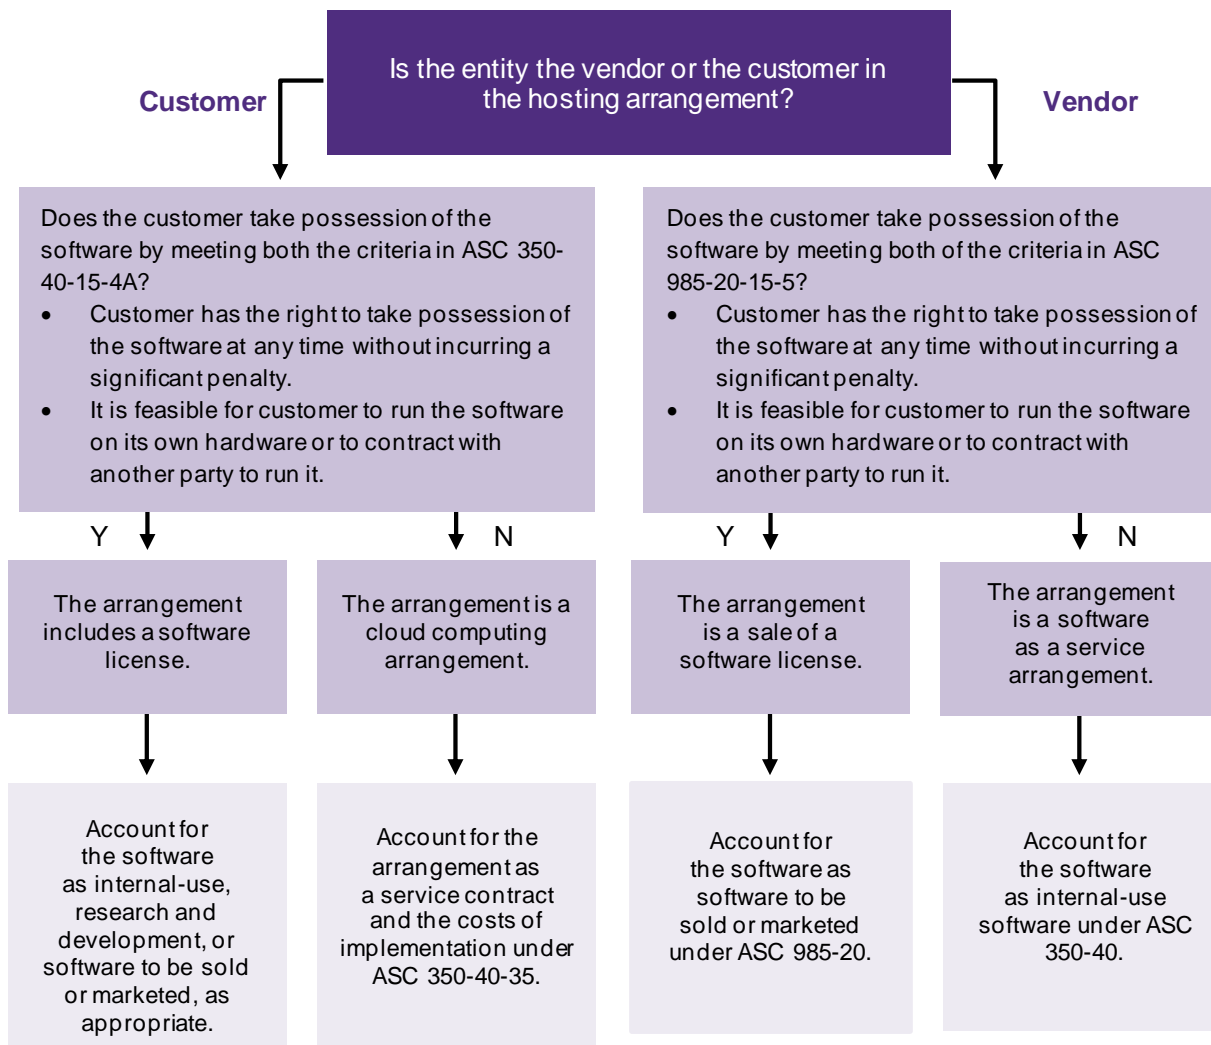 Is the entity the vendor or the customer in
the hosting arrangement?
Customer
Vendor
Does the customer take possession of the
software by meeting both the criteria in ASC 350-
40-15-4A?
• Customer has the right to take possession of
the software at any time without incurring a
significant penalty.
• It is feasible for customer to run the software
on its own hardware or to contract with
another party to run it.
Does the customer take possession of the
software by meeting both of the criteria in ASC
985-20-15-5?
• Customer has the right to take possession of
the software at any time without incurring a
significant penalty.
• It is feasible for customer to run the software
on its own hardware or to contract with
another party to run it.
Y
N
Y
N
The arrangement
includes a software
license.
The arrangement is a
cloud computing
arrangement.
The arrangement
is a sale of a
software license.
The arrangement
is a software
as a service
arrangement.
Account for
the software
as internal-use,
research and
development, or
software to be sold
or marketed, as
appropriate.
Account for the
arrangement as
a service contract
and the costs of
implementation under
ASC 350-40-35.
Account for
the software as
software to be
sold or marketed
under ASC 985-20.
Account for
the software
as internal-use
software under ASC
350-40.